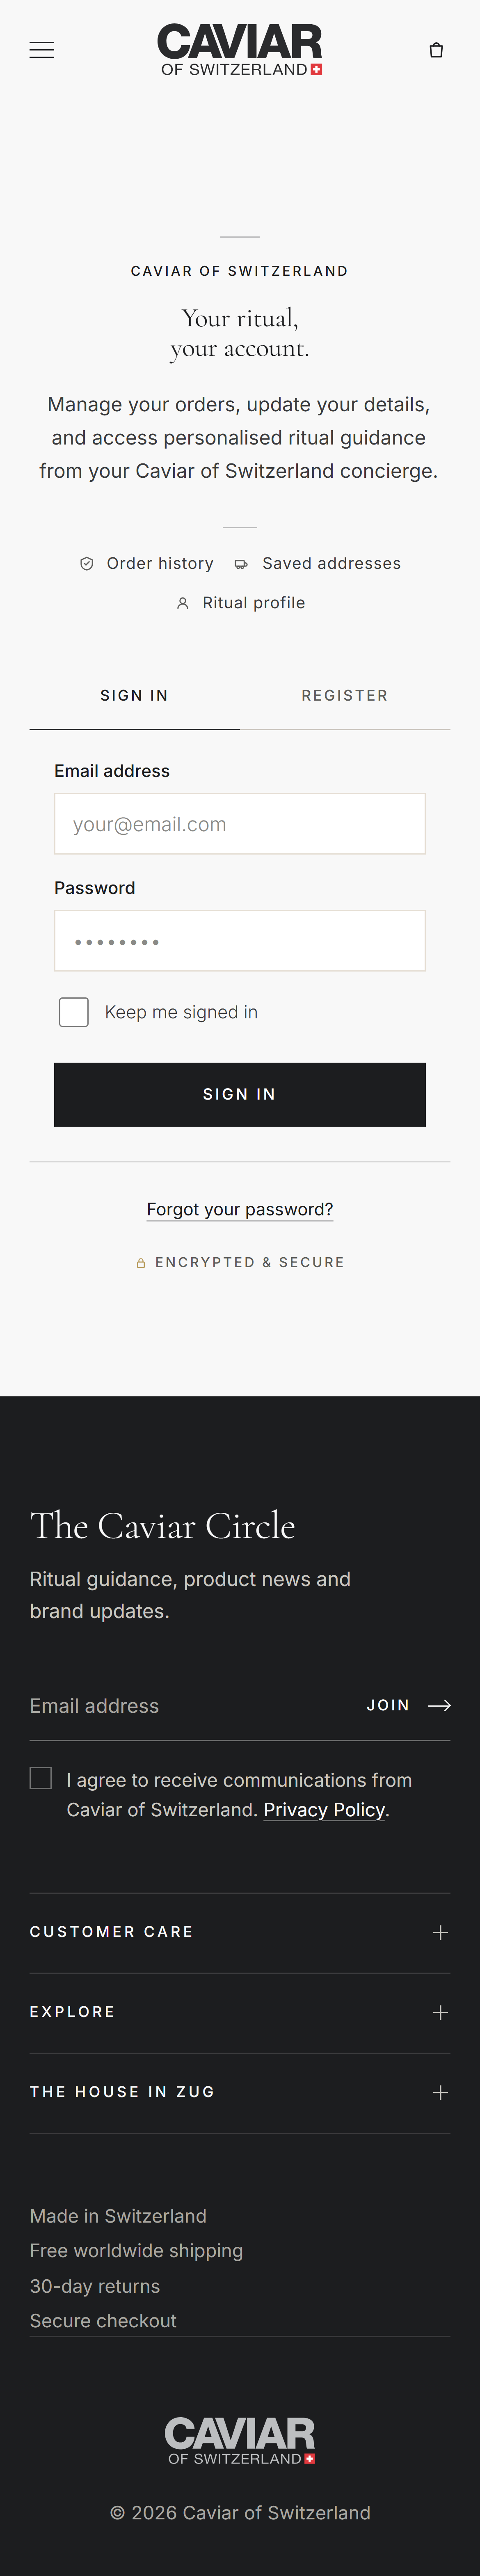 CAVIAR
OF SWITZERLAND
CAVIAR OF SWITZERLAND
Your ritual,
your account.
Manage your orders, update your details,
and access personalised ritual guidance
from your Caviar of Switzerland concierge.
Order history Saved addresses
Ritual profile
SIGN IN REGISTER
Email address
your@email.com
Password
••••••••
Keep me signed in
SIGN IN
Forgot your password?
ENCRYPTED & SECURE
The Caviar Circle
Ritual guidance, product news and
brand updates.
Email address JOIN →
I agree to receive communications from
Caviar of Switzerland. Privacy Policy.
CUSTOMER CARE
EXPLORE
THE HOUSE IN ZUG
Made in Switzerland
Free worldwide shipping
30-day returns
Secure checkout
CAVIAR
OF SWITZERLAND
© 2026 Caviar of Switzerland